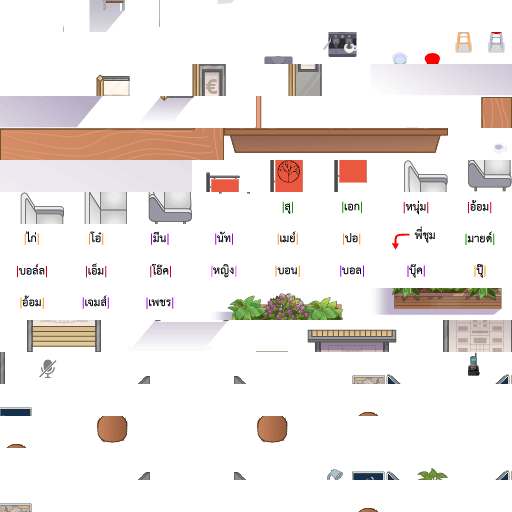 |สุ| |เอก| |หนุ่ม| |อ้อม|
|ไก่| |โอ๋| |มีน| |นัท| |เมย์| |ปอ| พี่ชุม |มายด์|
|บอล์ล| |เอ็ม| |โอ๊ค| |หญิง| |บอน| |บอล| |บุ๊ค| |ปุ๊|
|อ้อม| |เจมส์| |เพชร|